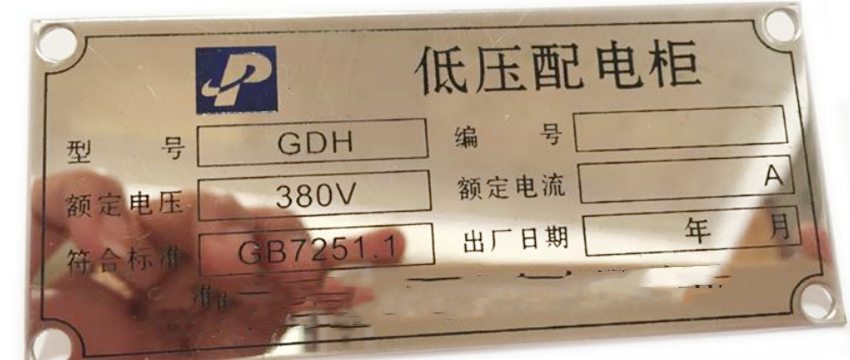 P 低压配电柜
型号 GDH 编号
额定电压 380V 额定电流 A
符合标准 GB7251.1 出厂日期 年 月